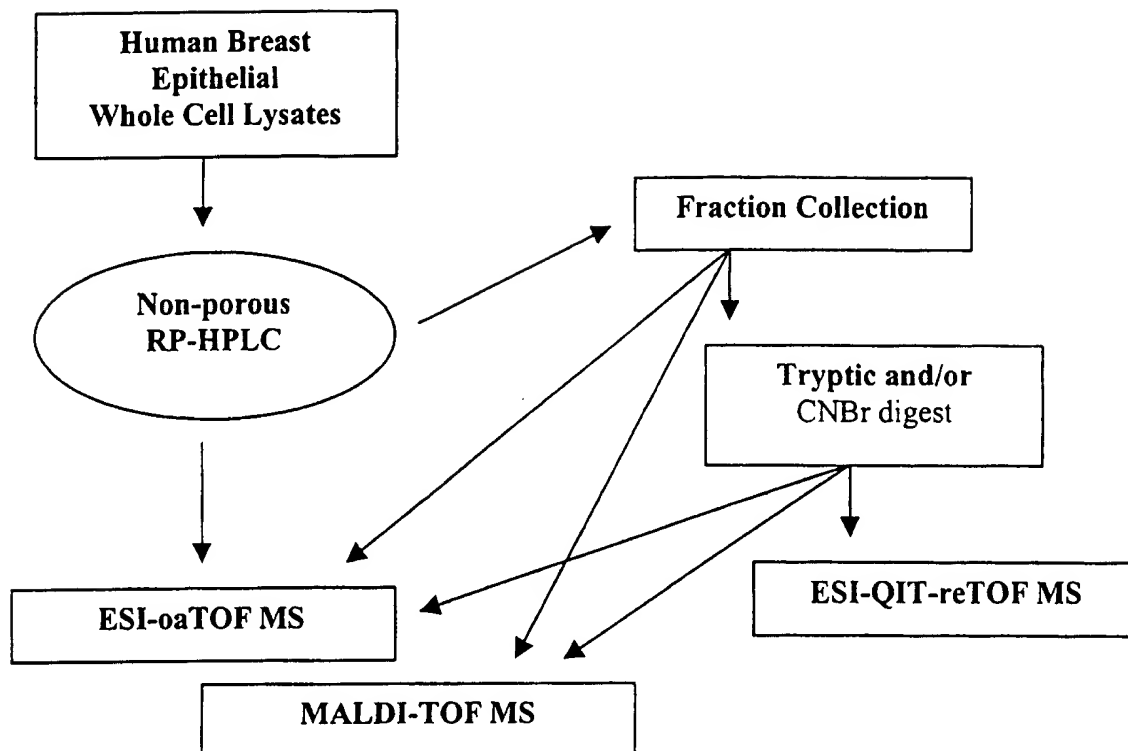 Human Breast
Epithelial
Whole Cell Lysates
Fraction Collection
Non-porous
RP-HPLC
Tryptic and/or
CNBr digest
ESI-oaTOF MS
ESI-QIT-reTOF MS
MALDI-TOF MS